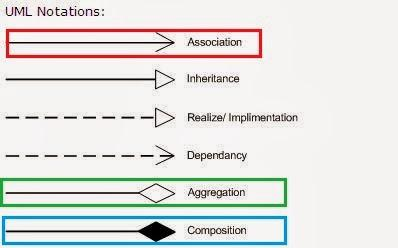 UML Notations:
Association
Inheritance
Realize/ Implimentation
Dependancy
Aggregation
Composition